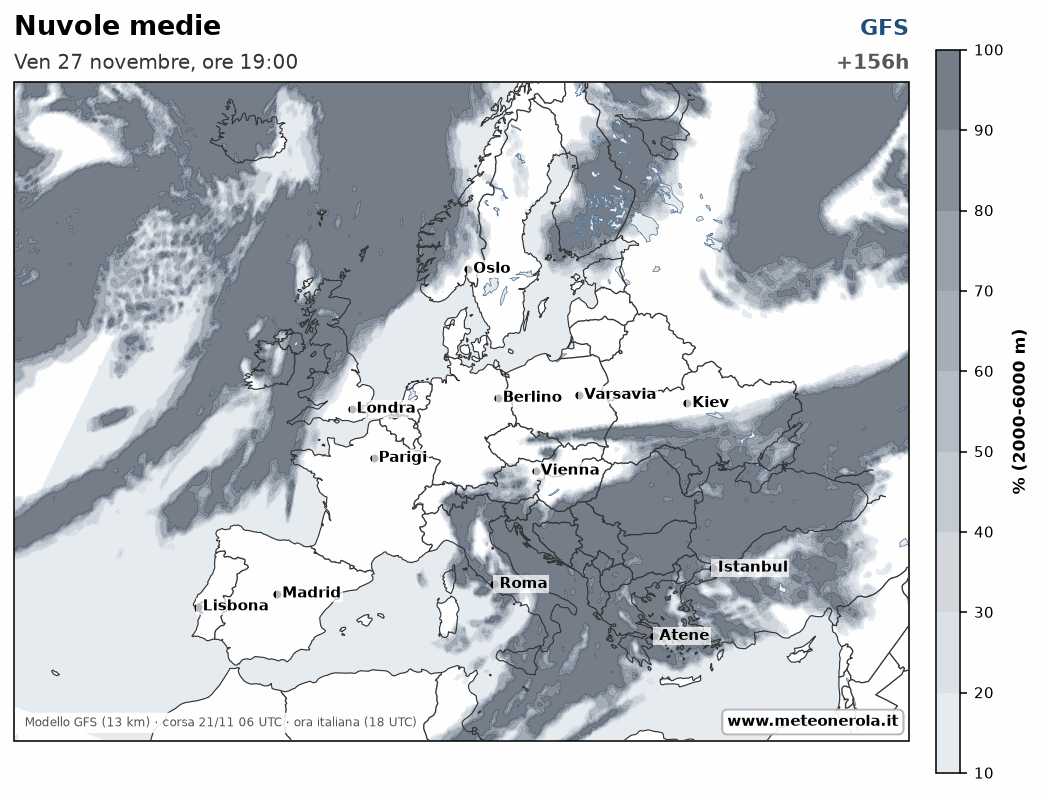 Nuvole medie
GFS
Ven 27 novembre, ore 19:00
+156h
100
90
80
70
60
50
40
30
20
10
% (2000-6000 m)
Oslo
Londra
Berlino
Varsavia
Kiev
Parigi
Vienna
Istanbul
Roma
Madrid
Lisbona
Atene
Modello GFS (13 km) · corsa 21/11 06 UTC · ora italiana (18 UTC)
www.meteonerola.it